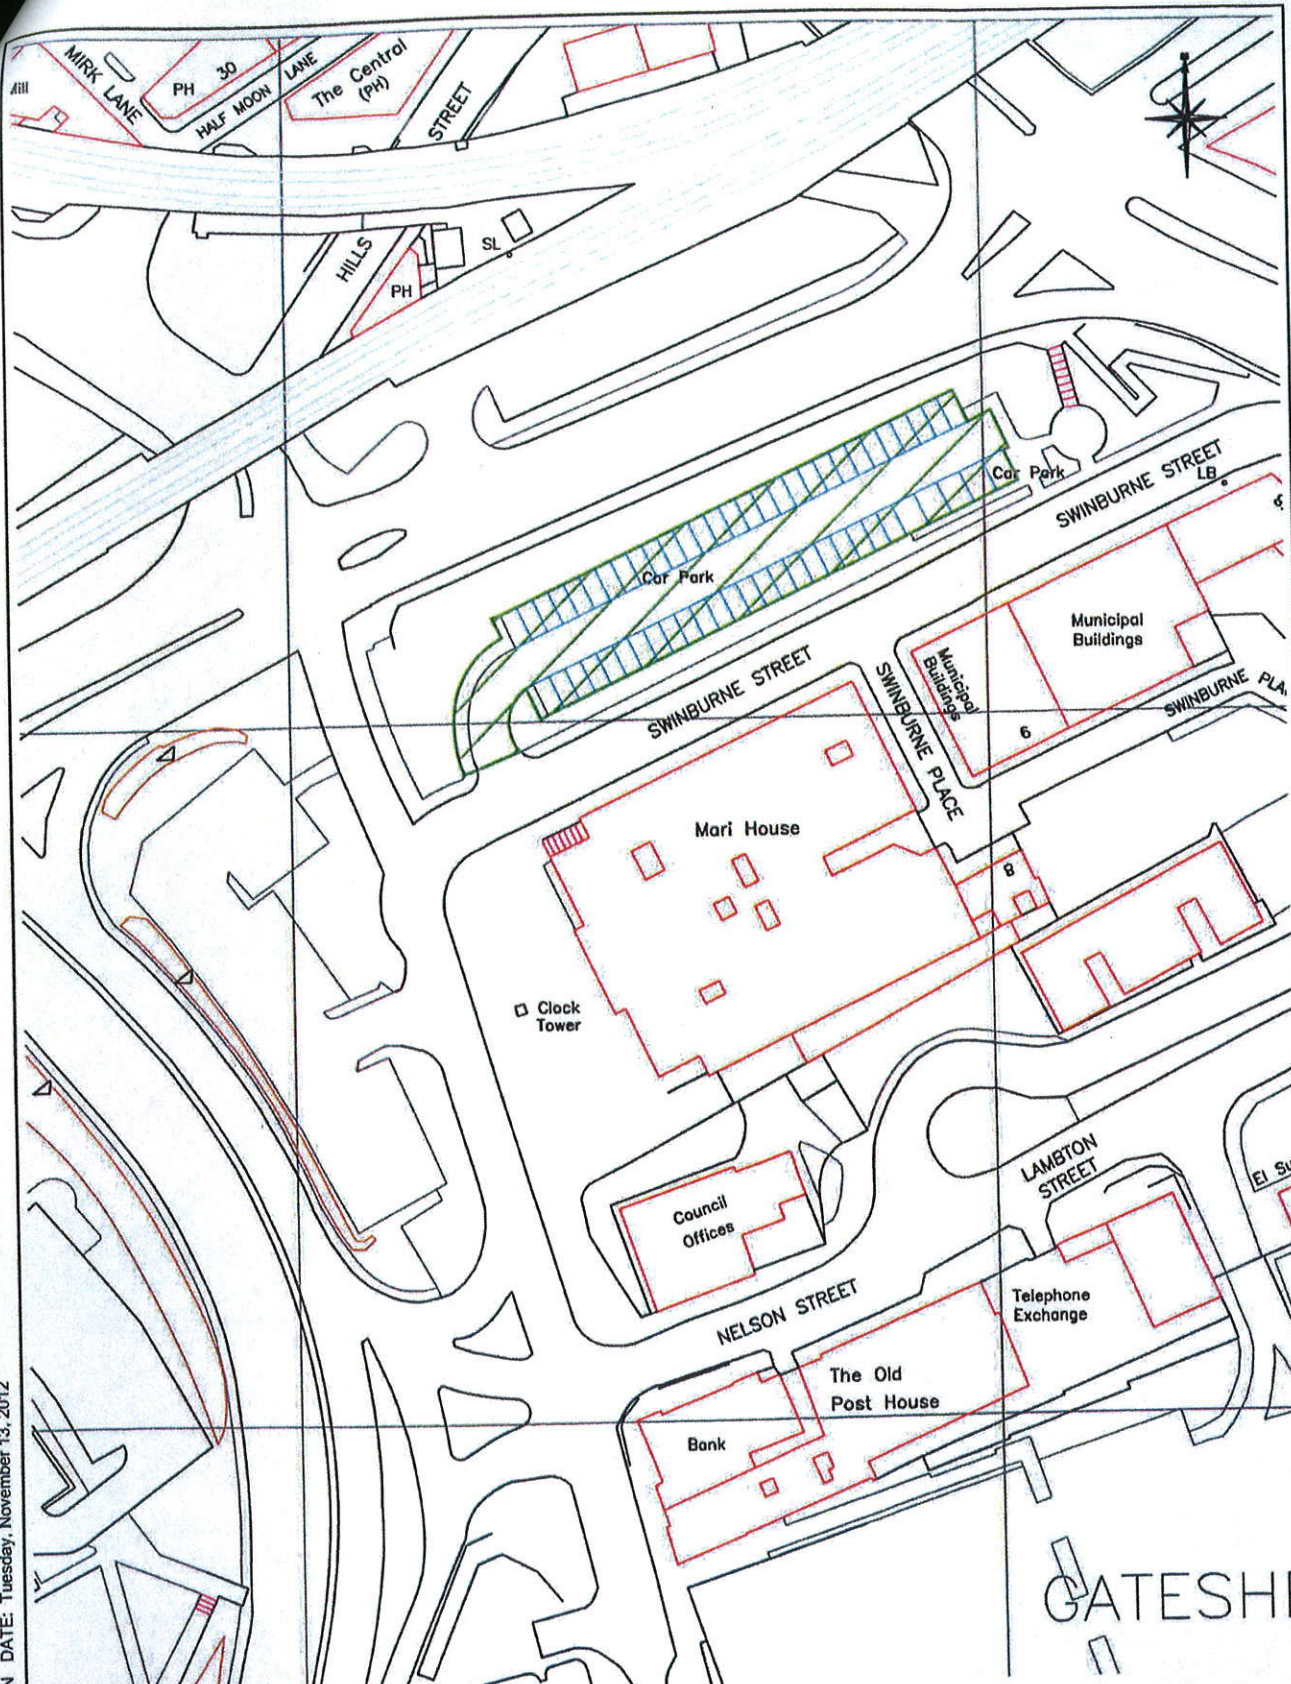 MIRK LANE
PH
30
HALF MOON LANE
The Central
(PH)
STREET
HILLS
SL
PH
Car Park
SWINBURNE STREET
LB
Car Park
Municipal
Buildings
Municipal
Buildings
9
SWINBURNE STREET
SWINBURNE PLACE
SWINBURNE
Mari House
8
Clock
Tower
LAMBTON
STREET
El
Council
Offices
NELSON STREET
Telephone
Exchange
The Old
Post House
Bank
DATE: Tuesday, November 13, 2012